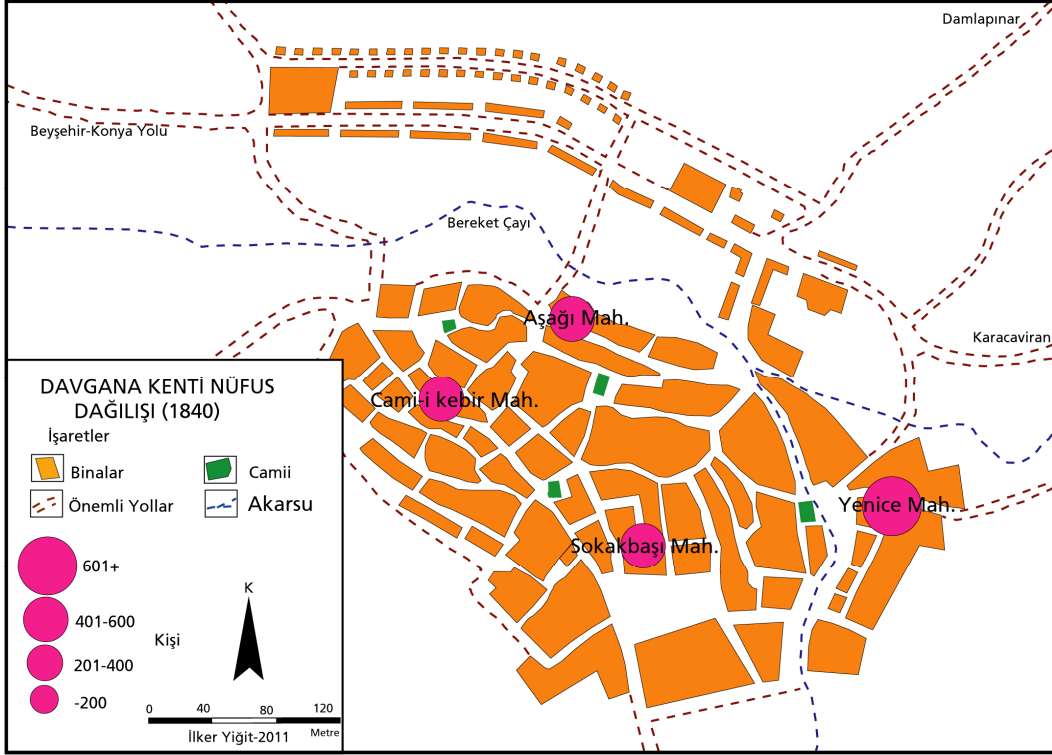 Damlapınar
Beyşehir-Konya Yolu
Bereket Çayı
Aşağı Mah.
Karacaviran
Cami-i kebir Mah.
Yenice Mah.
Sokakbaşı Mah.
DAVGANA KENTİ NÜFUS
DAĞILIŞI (1840)
İşaretler
Binalar
Camii
Önemli Yollar
Akarsu
601+
401-600
201-400
-200
Kişi
K
0 40 80 120
Metre
İlker Yiğit-2011